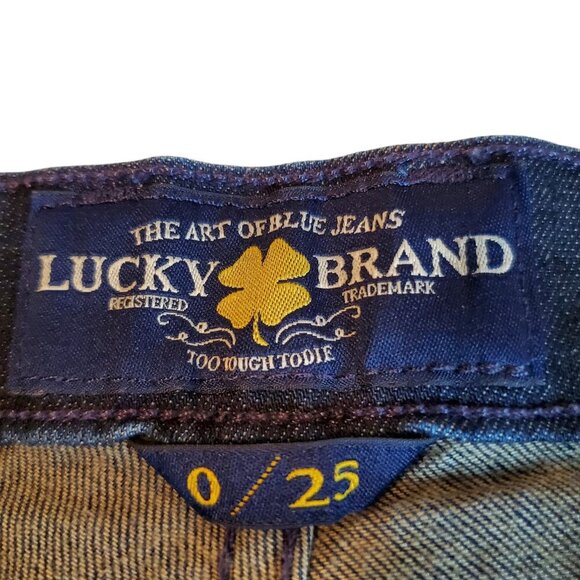 THE ART OF BLUE JEANS
LUCKY BRAND
REGISTERED TRADEMARK
TOO TOUGH TO DIE
0 / 25